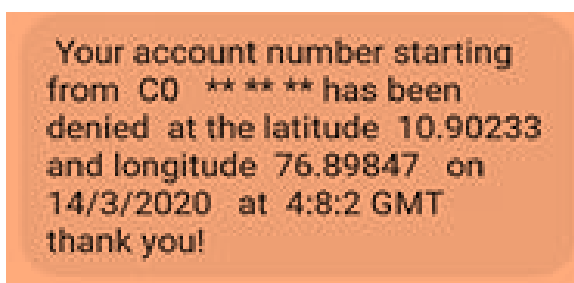 Your account number starting
from C0 ** ** ** has been
denied at the latitude 10.90233
and longitude 76.89847 on
14/3/2020 at 4:8:2 GMT
thank you!